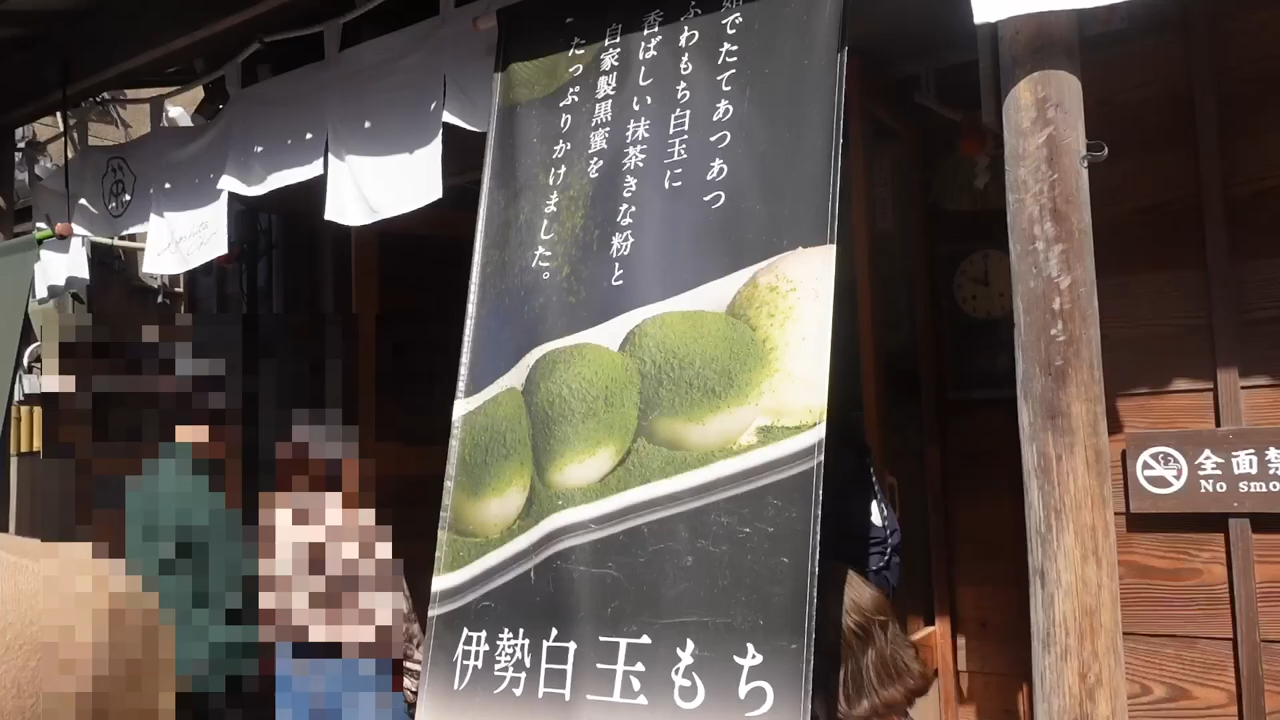 茹でたてあつあつ
ふわもち白玉に
香ばしい抹茶きな粉と
自家製黒蜜を
たっぷりかけました。
伊勢白玉もち
全面禁
No smo